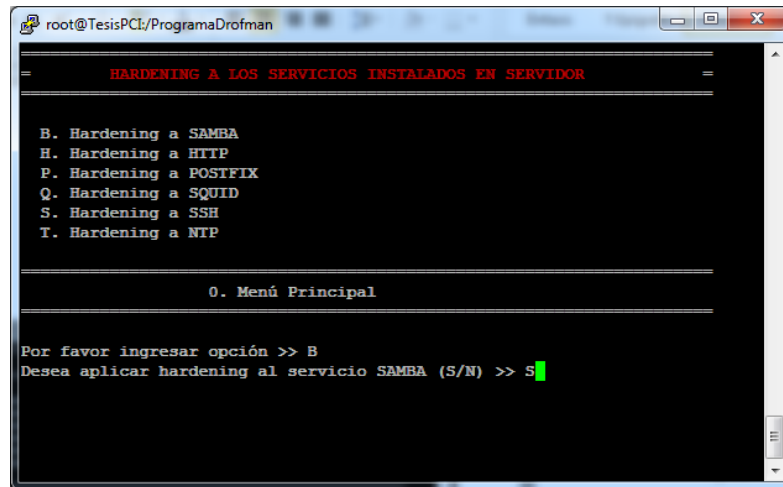 root@TesisPCI:/ProgramaDrofman
= HARDENING A LOS SERVICIOS INSTALADOS EN SERVIDOR =
B. Hardening a SAMBA
H. Hardening a HTTP
P. Hardening a POSTFIX
Q. Hardening a SQUID
S. Hardening a SSH
T. Hardening a NTP
0. Menú Principal
Por favor ingresar opción >> B
Desea aplicar hardening al servicio SAMBA (S/N) >> S